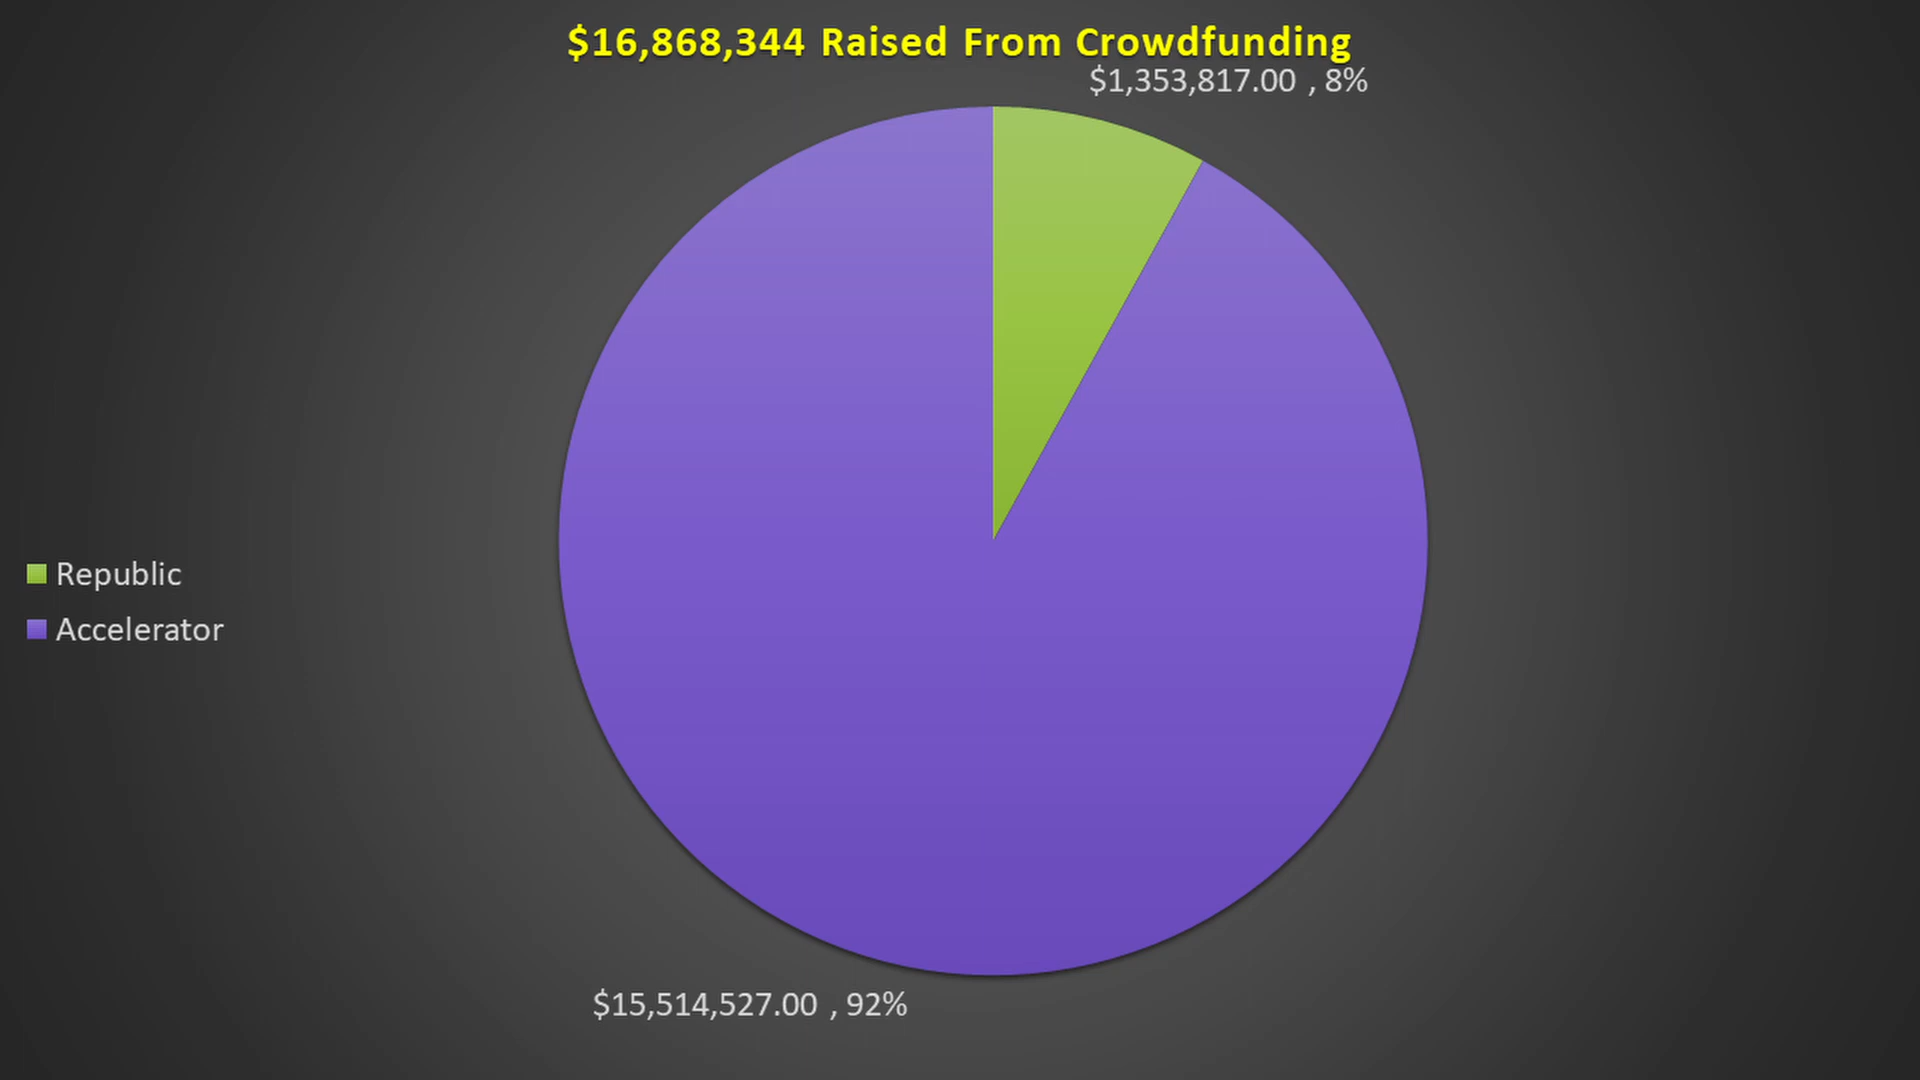 $16,868,344 Raised From Crowdfunding
$1,353,817.00 , 8%
Republic
Accelerator
$15,514,527.00 , 92%